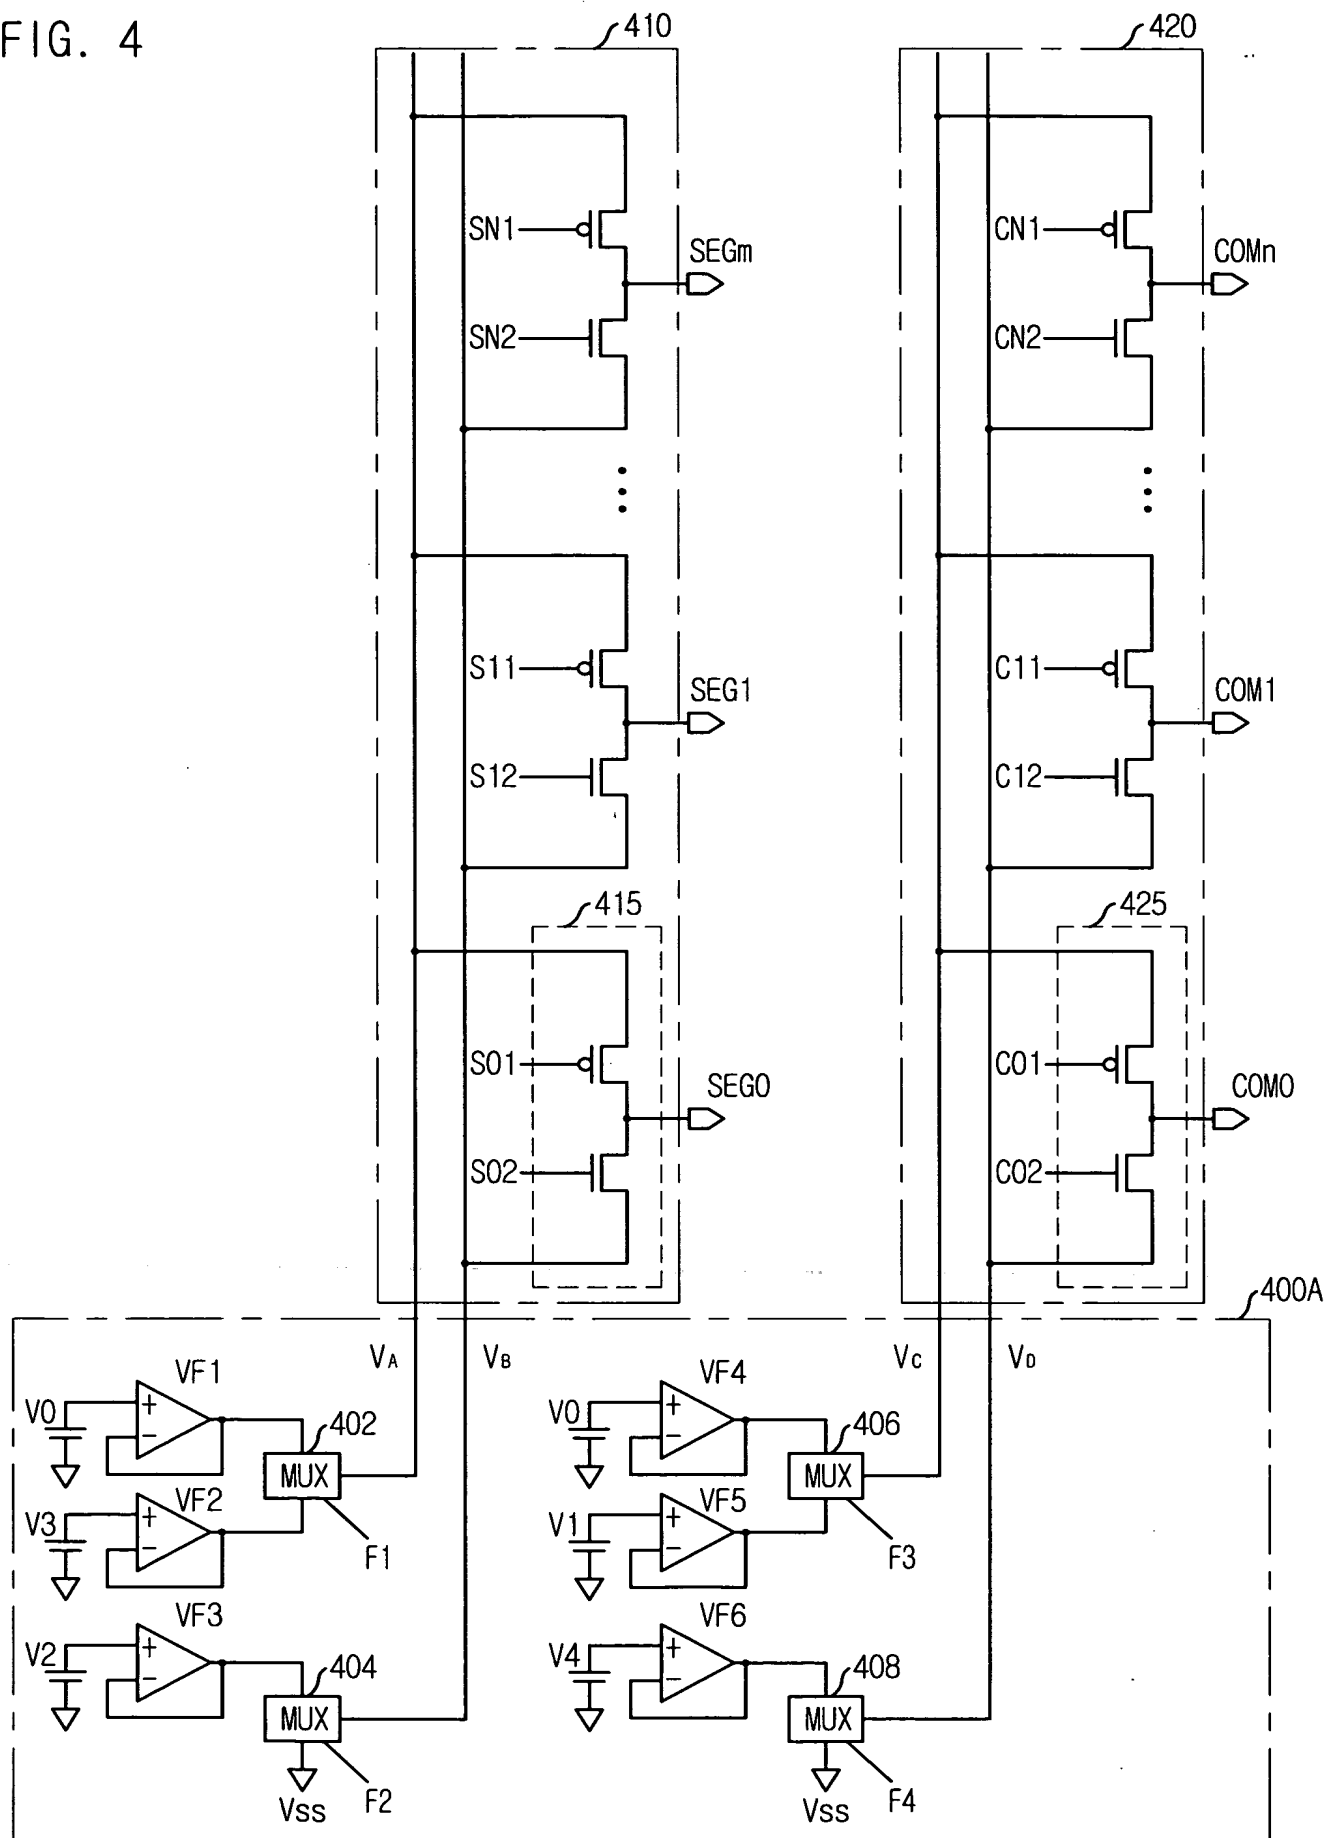 FIG. 4
410
420
SN1
SEGm
SN2
CN1
COMn
CN2
S11
SEG1
S12
C11
COM1
C12
415
425
S01
SEG0
S02
C01
COM0
C02
400A
VA
VB
VC
VD
VF1
V0
+
−
402
MUX
VF2
V3
+
−
F1
VF3
V2
+
−
404
MUX
F2
VSS
VF4
V0
+
−
406
MUX
VF5
V1
+
−
F3
VF6
V4
+
−
408
MUX
F4
VSS